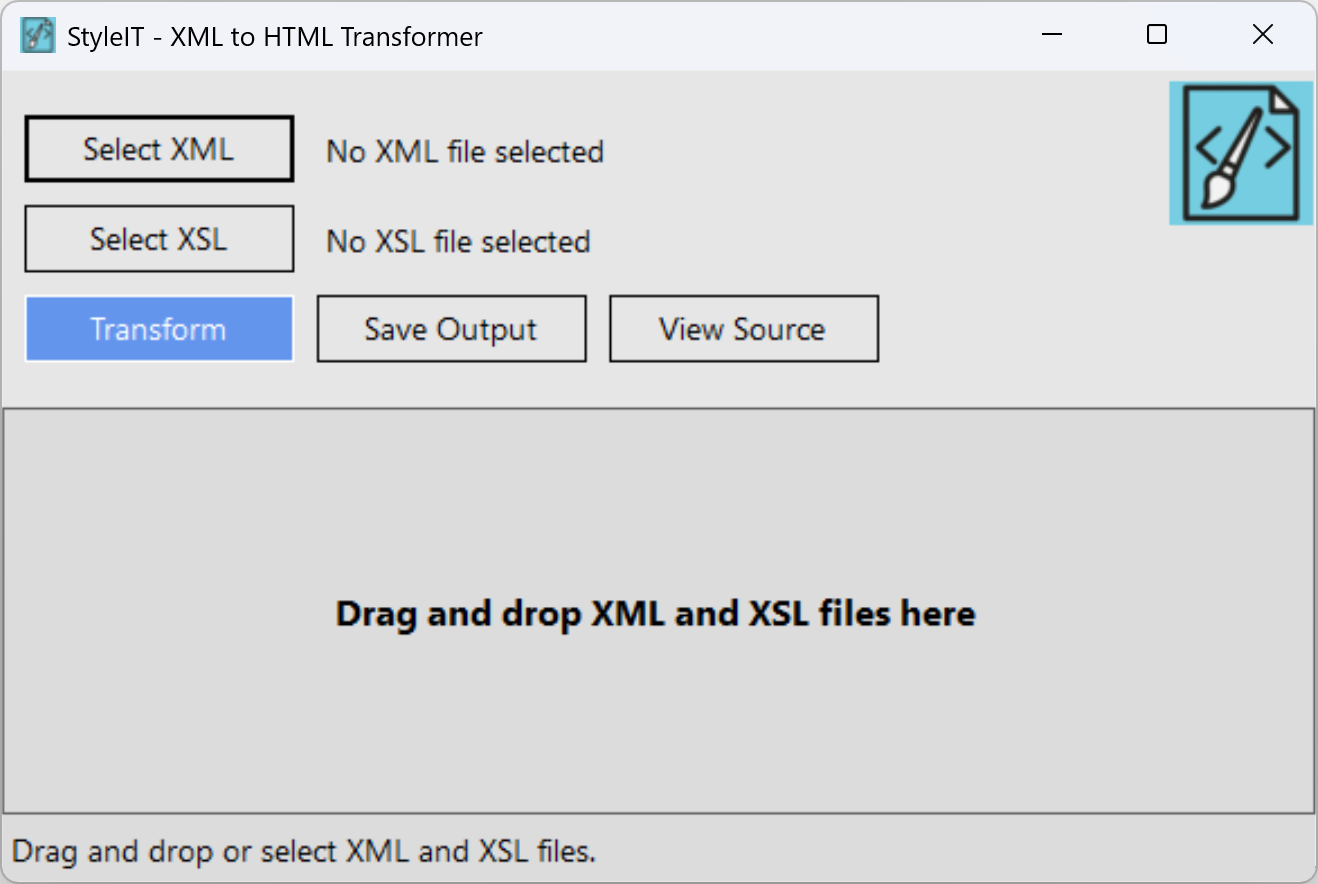 StyleIT - XML to HTML Transformer
Select XML
No XML file selected
Select XSL
No XSL file selected
Transform
Save Output
View Source
Drag and drop XML and XSL files here
Drag and drop or select XML and XSL files.